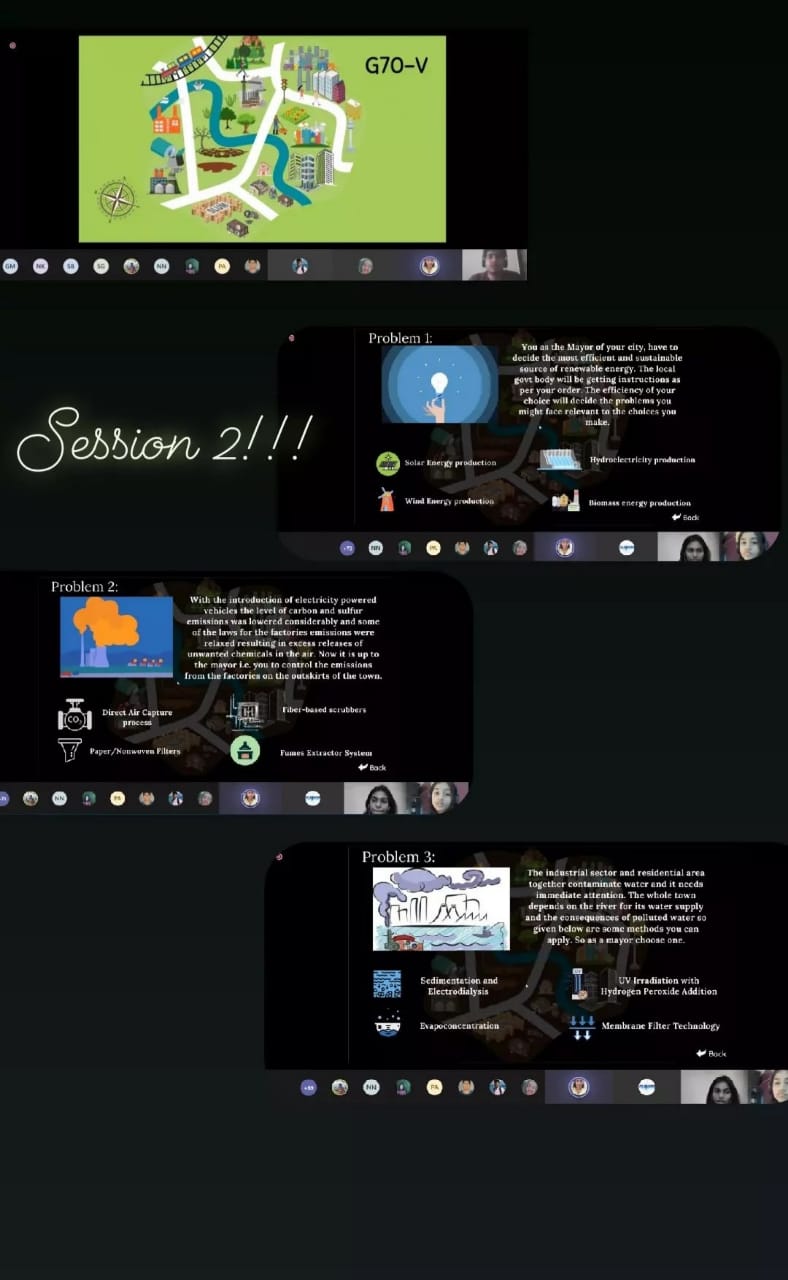 G70-V
SLUM
GM NK SB SG NN PA
Problem 1:
You as the Mayor of your city, have to
decide the most efficient and sustainable
source of renewable energy. The local
govt body will be getting instructions as
per your order. The efficiency of your
choice will decide the problems you
might face relevant to the choices you
make.
Session 2!!!
Solar Energy production
Hydroelectricity production
Wind Energy production
Biomass energy production
Back
NN PA
Problem 2:
With the introduction of electricity powered
vehicles the level of carbon and sulfur
emissions was lowered considerably and some
of the laws for the factories emissions were
relaxed resulting in excess releases of
unwanted chemicals in the air. Now it is up to
the mayor i.e. you to control the emissions
from the factories on the outskirts of the town.
CO₂
Direct Air Capture
process
Fiber-based scrubbers
Paper/Nonwoven Filters
Fumes Extractor System
Back
NN PA
Problem 3:
The industrial sector and residential area
together contaminate water and it needs
immediate attention. The whole town
depends on the river for its water supply
and the consequences of polluted water so
given below are some methods you can
apply. So as a mayor choose one.
Sedimentation and
Electrodialysis
UV Irradiation with
Hydrogen Peroxide Addition
Evapoconcentration
Membrane Filter Technology
Back
NN PA